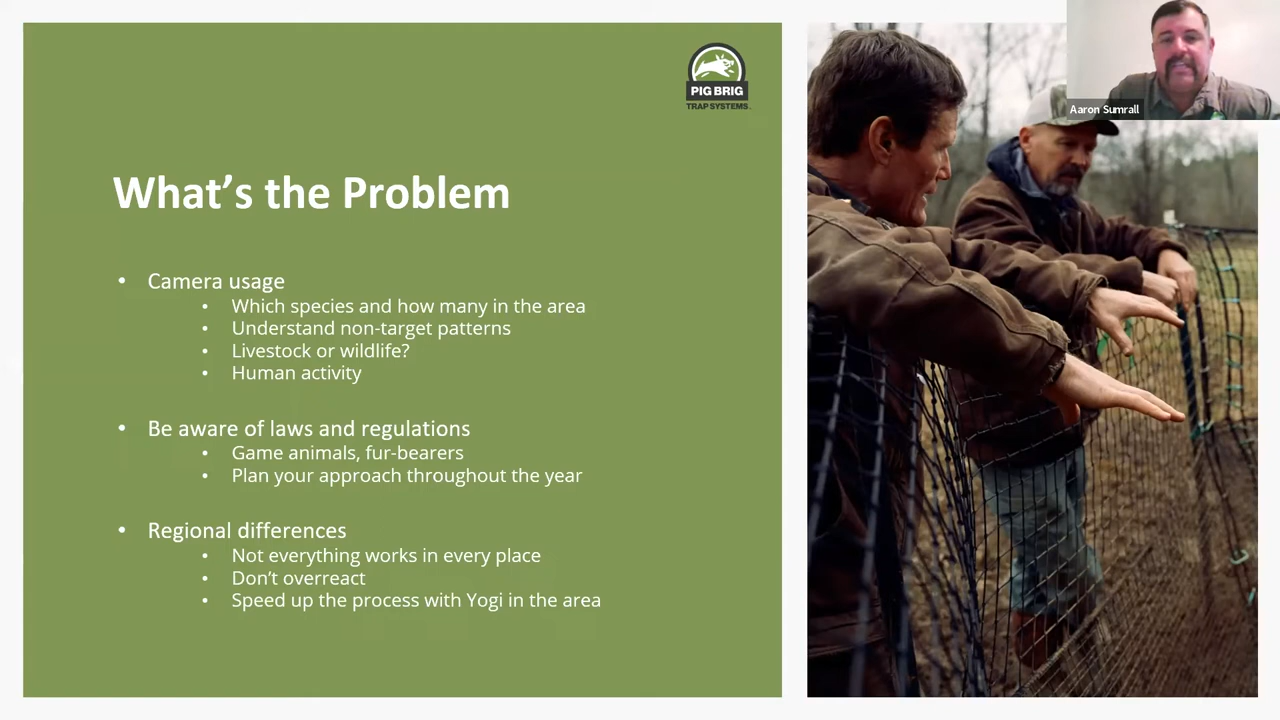 PIG BRIG
TRAP SYSTEMS
Aaron Sumrall
What's the Problem
• Camera usage
• Which species and how many in the area
• Understand non-target patterns
• Livestock or wildlife?
• Human activity
• Be aware of laws and regulations
• Game animals, fur-bearers
• Plan your approach throughout the year
• Regional differences
• Not everything works in every place
• Don't overreact
• Speed up the process with Yogi in the area